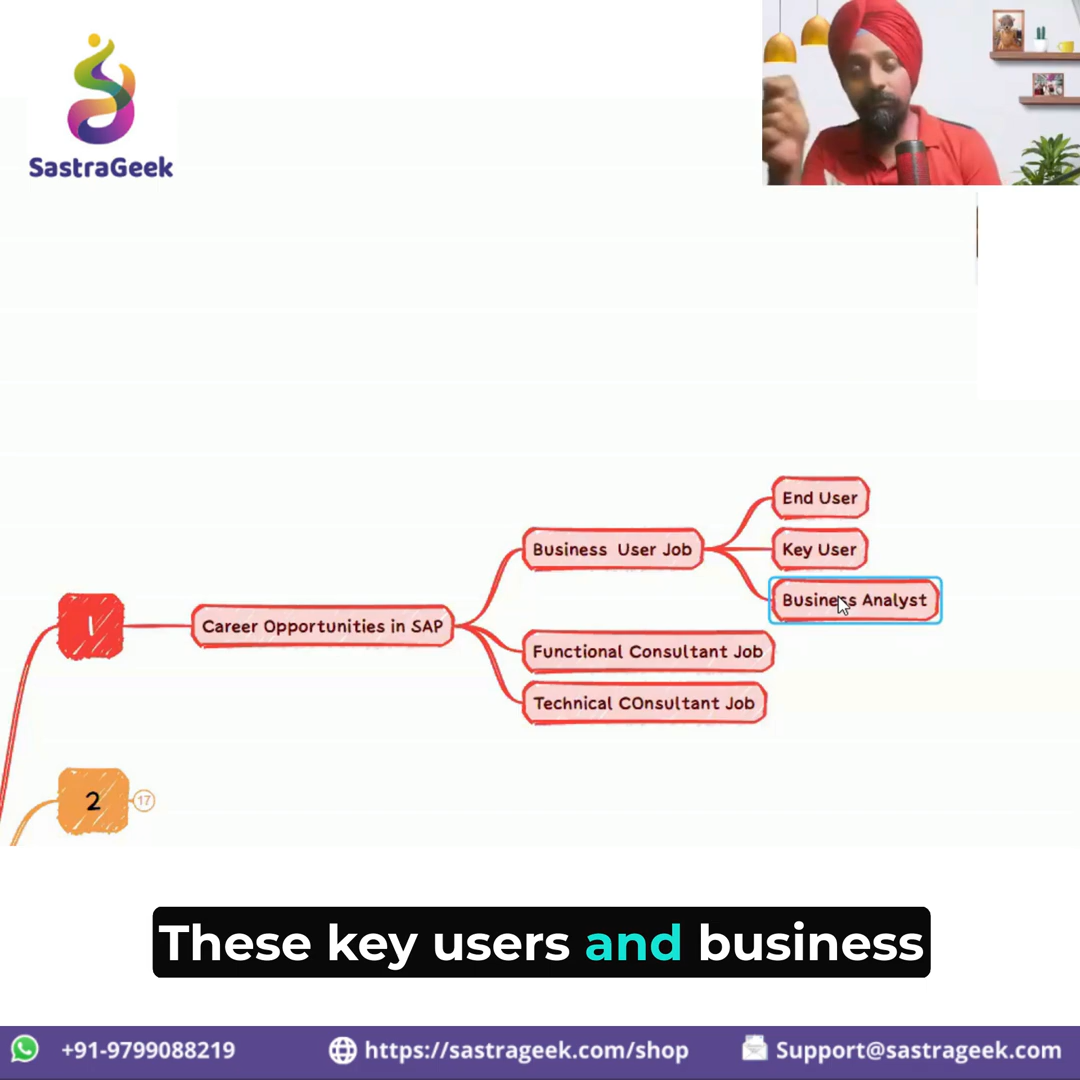 SastraGeek
End User
Business  User Job
Key User
Business Analyst
1
Career Opportunities in SAP
Functional Consultant Job
Technical COnsultant Job
2
17
These key users and business
+91-9799088219
https://sastrageek.com/shop
Support@sastrageek.com